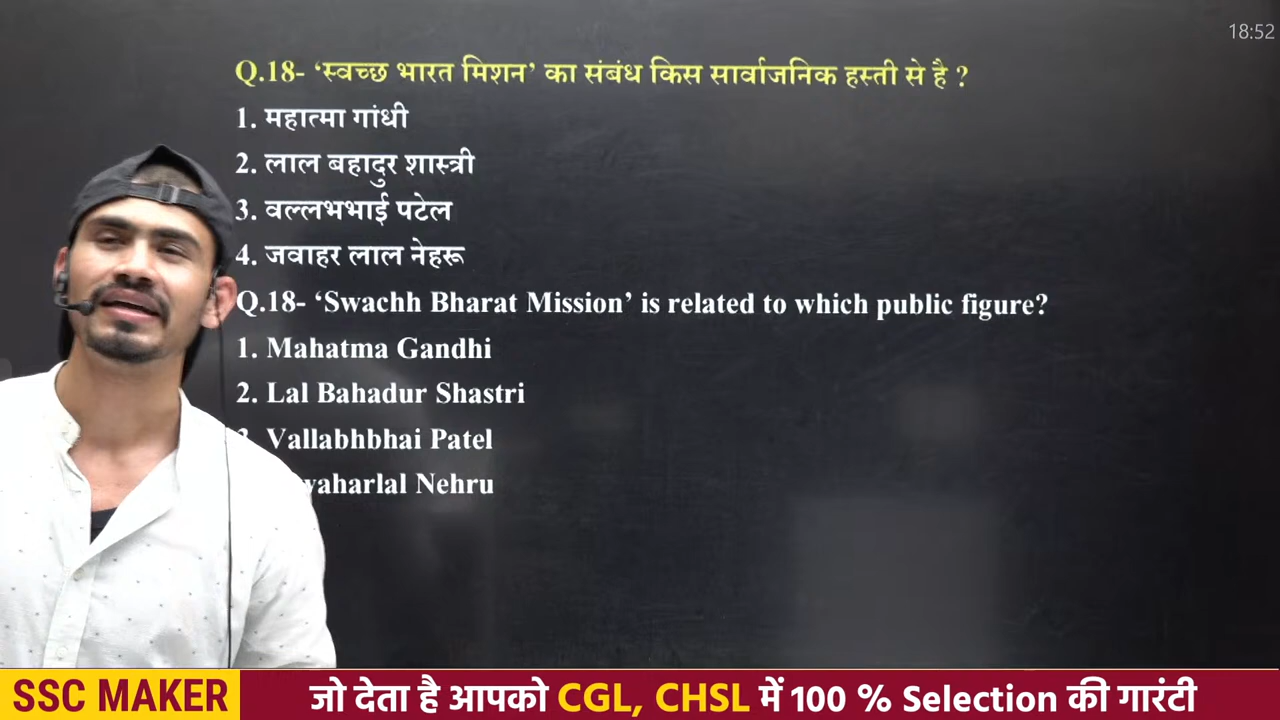 18:52
Q.18- ‘स्वच्छ भारत मिशन’ का संबंध किस सार्वाजनिक हस्ती से है ?
1. महात्मा गांधी
2. लाल बहादुर शास्त्री
3. वल्लभभाई पटेल
4. जवाहर लाल नेहरू
Q.18- ‘Swachh Bharat Mission’ is related to which public figure?
1. Mahatma Gandhi
2. Lal Bahadur Shastri
Vallabhbhai Patel
Nehru
SSC MAKER जो देता है आपको CGL, CHSL में 100 % Selection की गारंटी